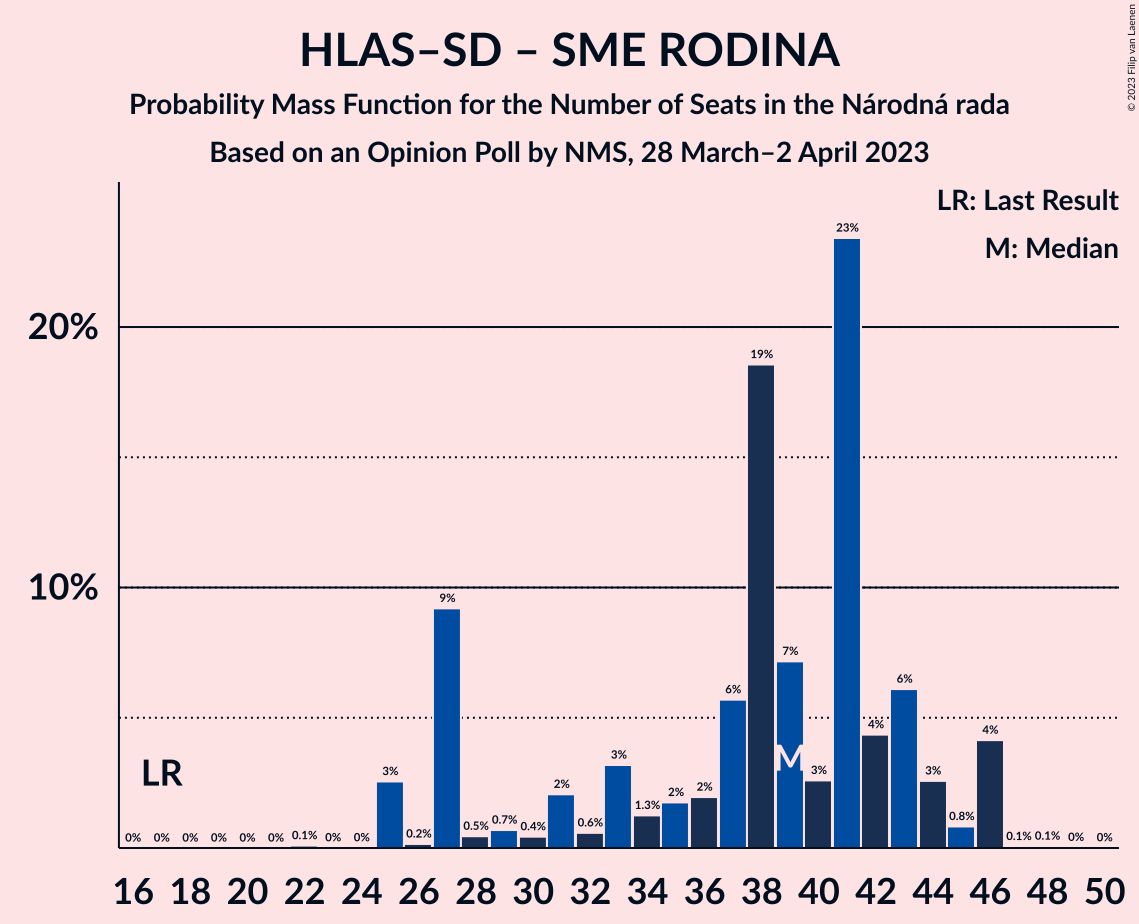 © 2023 Filip van Laenen
HLAS–SD – SME RODINA
Probability Mass Function for the Number of Seats in the Národná rada
Based on an Opinion Poll by NMS, 28 March–2 April 2023
LR: Last Result
M: Median
20%
10%
LR
M
0% 0% 0% 0% 0% 0% 0.1% 0% 0% 3% 0.2% 9% 0.5% 0.7% 0.4% 2% 0.6% 3% 1.3% 2% 2% 6% 19% 7% 3% 23% 4% 6% 3% 0.8% 4% 0.1% 0.1% 0% 0%
16 18 20 22 24 26 28 30 32 34 36 38 40 42 44 46 48 50